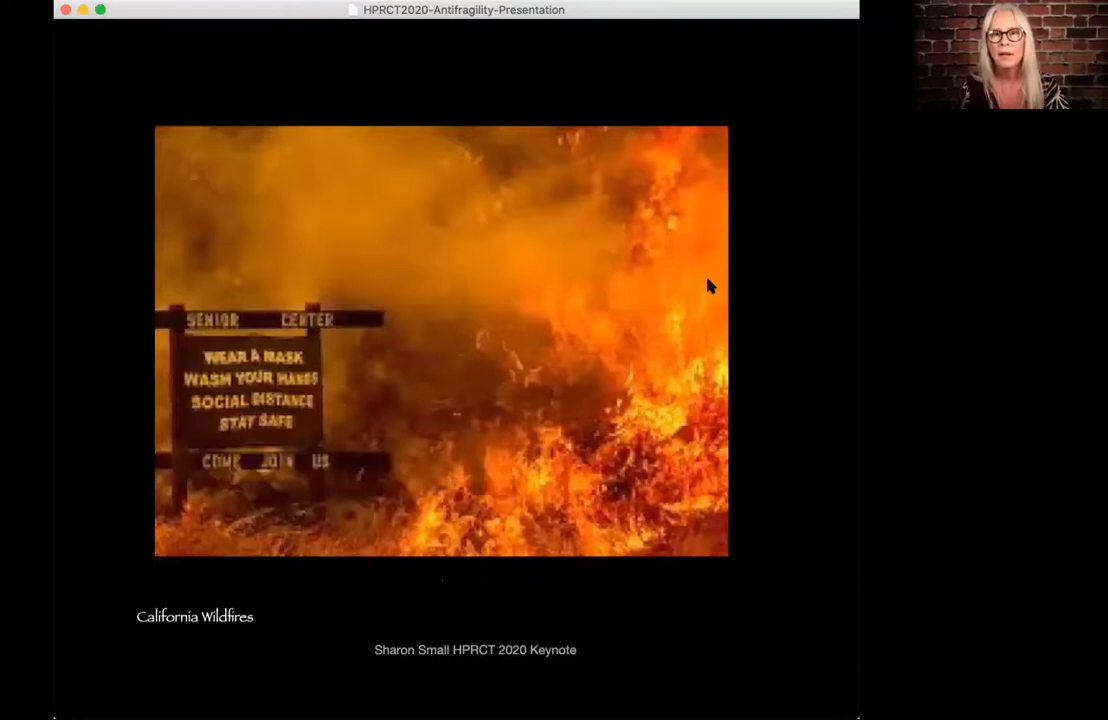 HPRCT2020-Antifragility-Presentation
SENIOR CENTER
WEAR A MASK
WASH YOUR HANDS
SOCIAL DISTANCE
STAY SAFE
COME JOIN US
California Wildfires
Sharon Small HPRCT 2020 Keynote